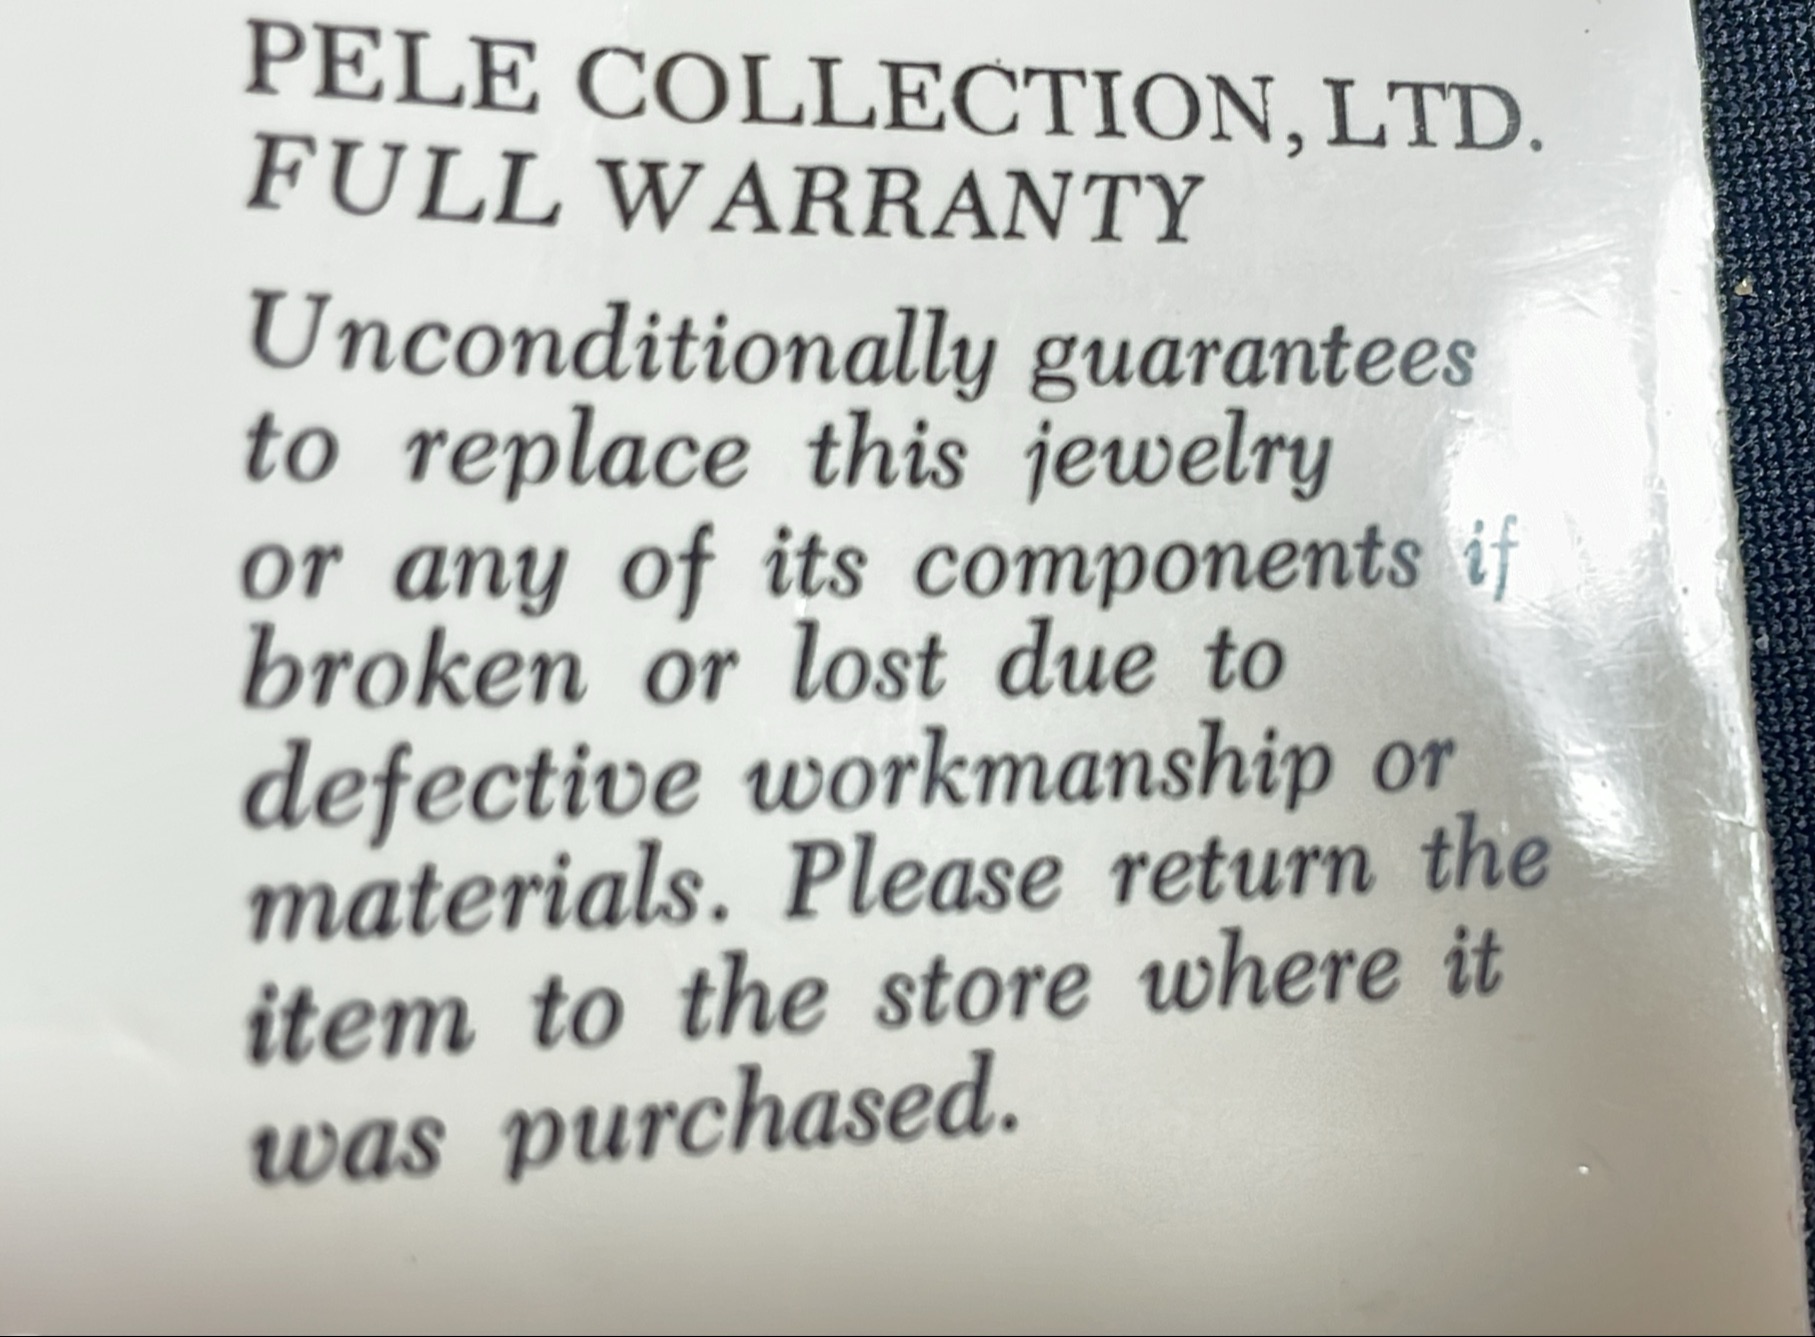 PELE COLLECTION, LTD.
FULL WARRANTY
Unconditionally guarantees
to replace this jewelry
or any of its components if
broken or lost due to
defective workmanship or
materials. Please return the
item to the store where it
was purchased.